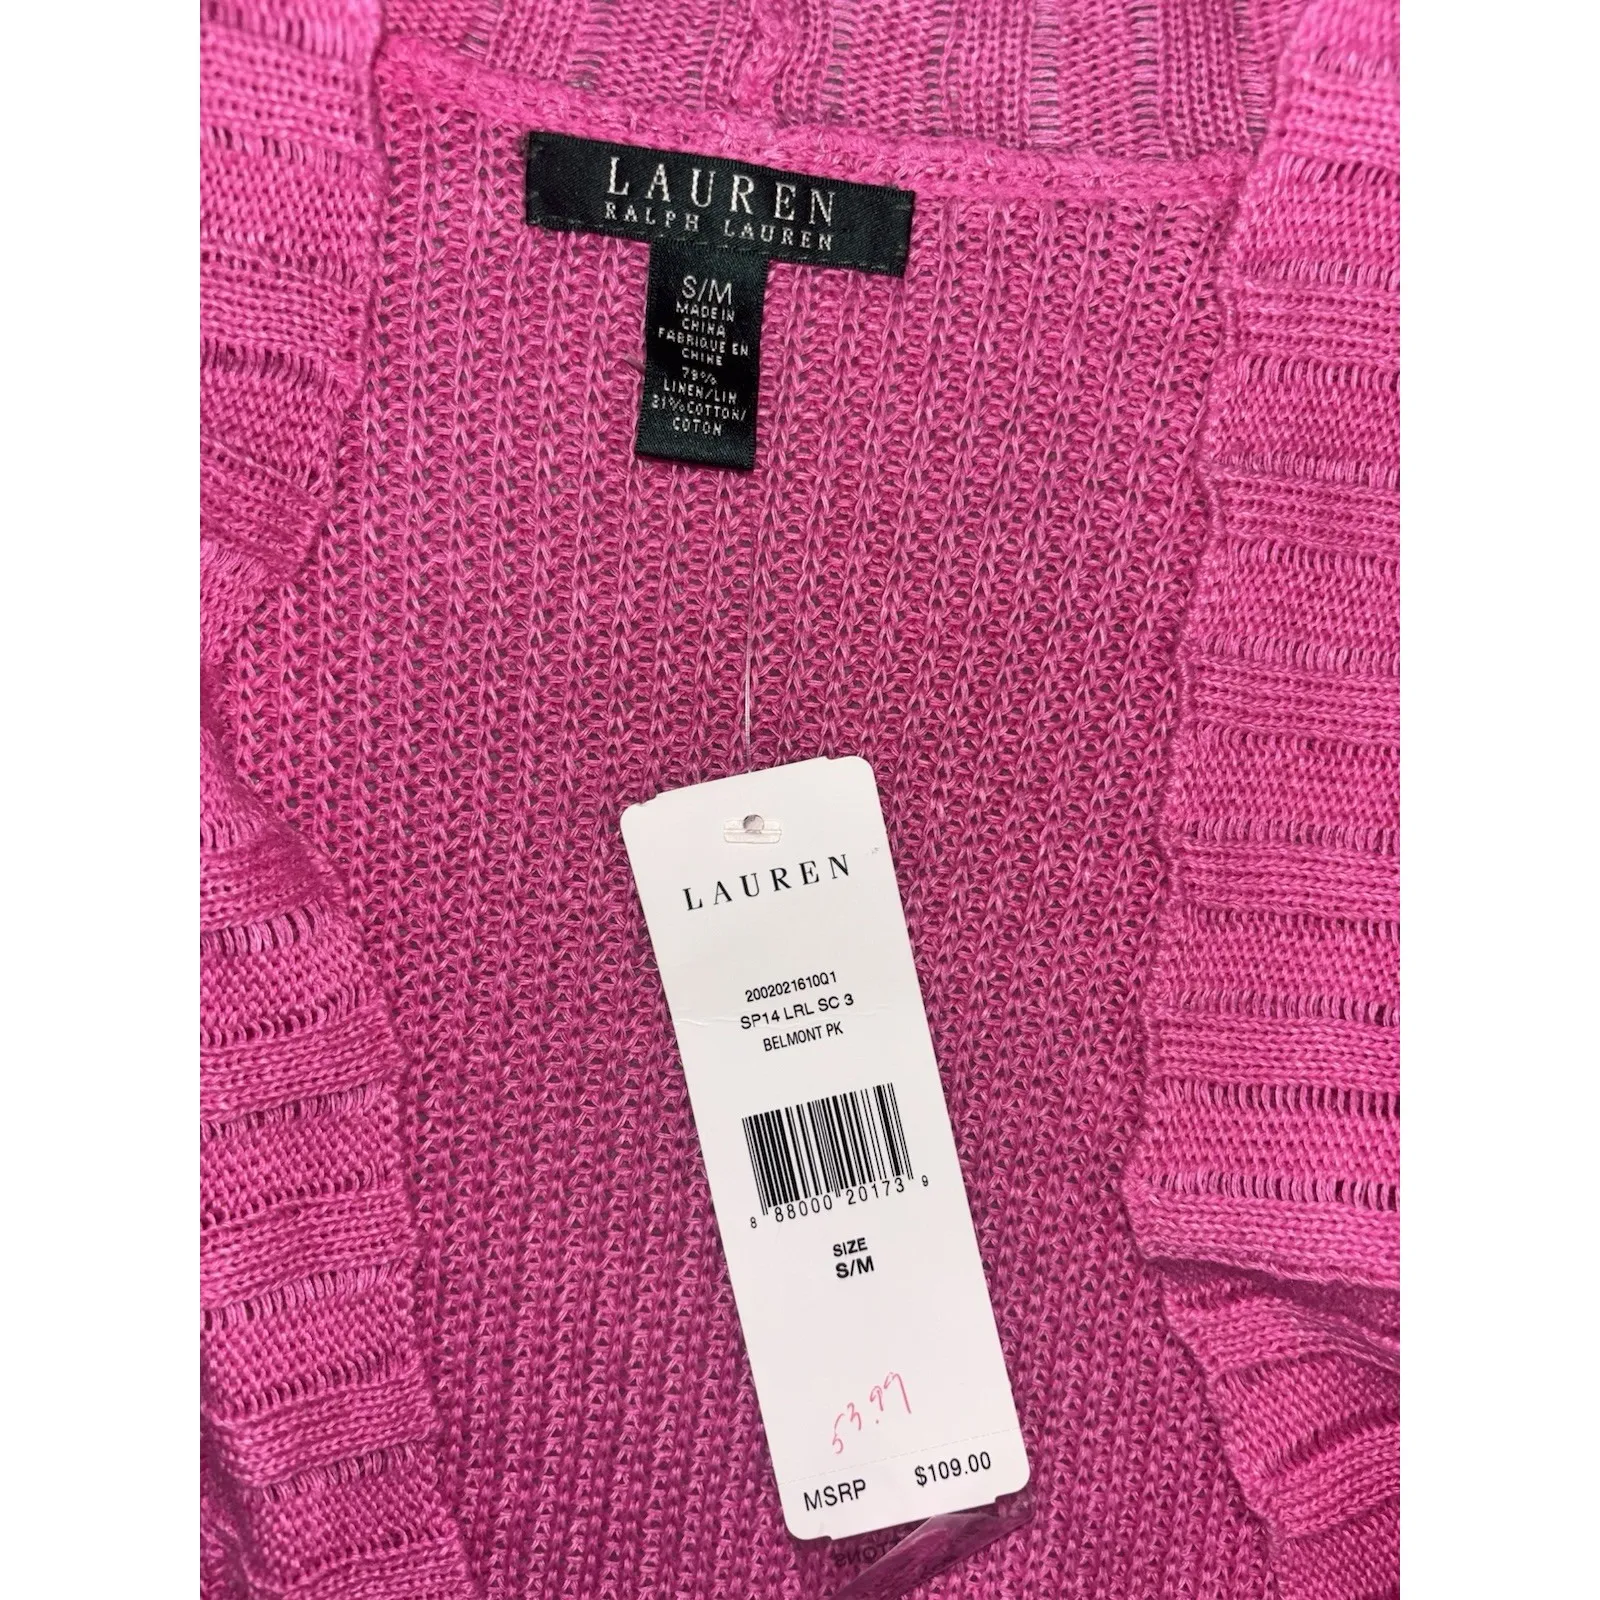 LAUREN
RALPH LAUREN
S/M
MADE IN
CHINA
FABRIQUE EN
CHINE
79%
LINEN/LIN
21% COTTON/
COTON
LAUREN
2002021610Q1
SP14 LRL SC 3
BELMONT PK
8 88000 20173 9
SIZE
S/M
53.99
MSRP $109.00